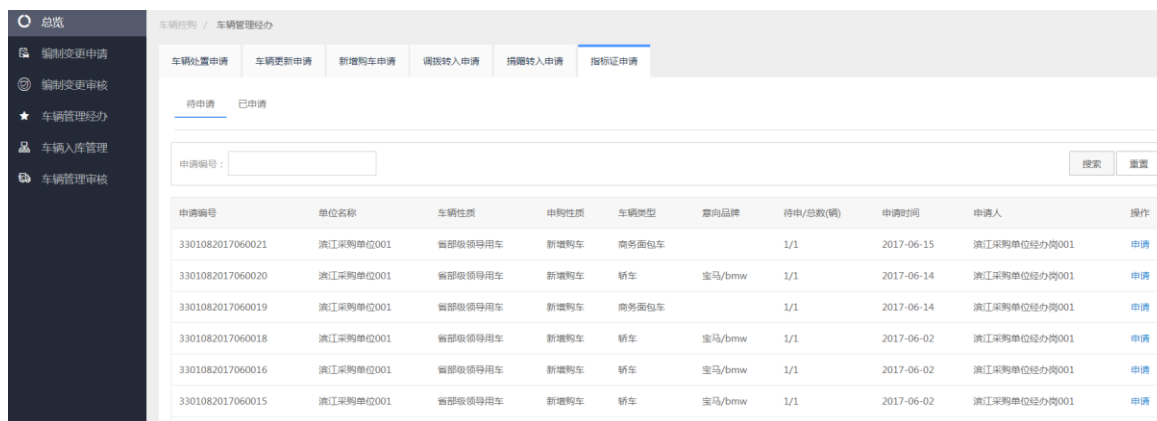 总览
编制变更申请
编制变更审核
车辆管理经办
车辆入库管理
车辆管理审核
车辆控购 / 车辆管理经办
车辆处置申请 车辆更新申请 新增购车申请 调拨转入申请 捐赠转入申请 指标证申请
待申请 已申请
申请编号： 搜索 重置
申请编号 单位名称 车辆性质 申购性质 车辆类型 意向品牌 待申/总数(辆) 申请时间 申请人 操作
3301082017060021 滨江采购单位001 省部级领导用车 新增购车 商务面包车 1/1 2017-06-15 滨江采购单位经办岗001 申请
3301082017060020 滨江采购单位001 省部级领导用车 新增购车 轿车 宝马/bmw 1/1 2017-06-14 滨江采购单位经办岗001 申请
3301082017060019 滨江采购单位001 省部级领导用车 新增购车 商务面包车 1/1 2017-06-14 滨江采购单位经办岗001 申请
3301082017060018 滨江采购单位001 省部级领导用车 新增购车 轿车 宝马/bmw 1/1 2017-06-02 滨江采购单位经办岗001 申请
3301082017060016 滨江采购单位001 省部级领导用车 新增购车 轿车 宝马/bmw 1/1 2017-06-02 滨江采购单位经办岗001 申请
3301082017060015 滨江采购单位001 省部级领导用车 新增购车 轿车 宝马/bmw 1/1 2017-06-02 滨江采购单位经办岗001 申请